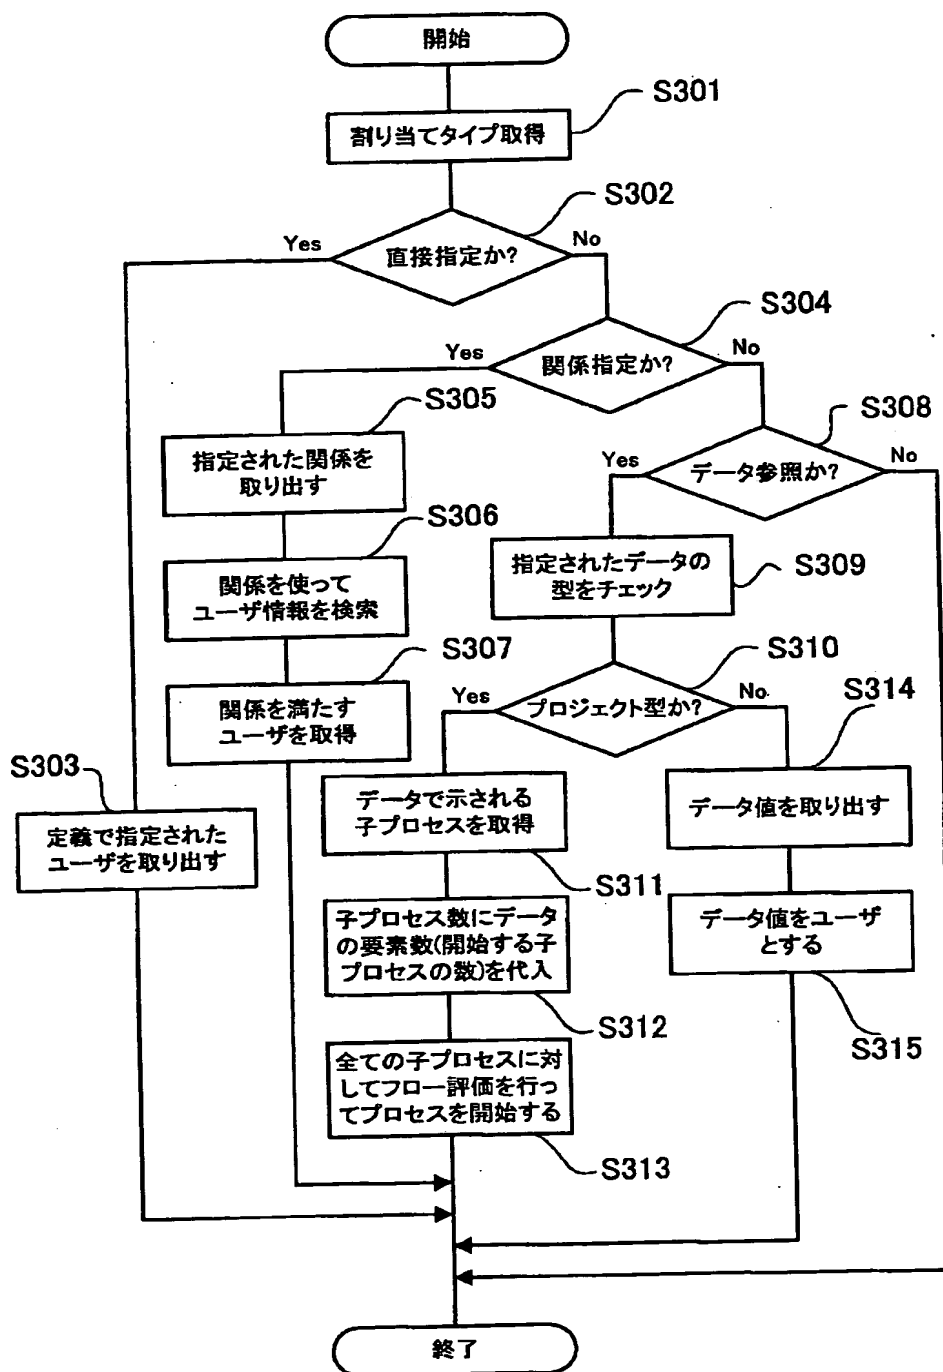 開始
S301
割り当てタイプ取得
S302
Yes
直接指定か?
No
S304
Yes
関係指定か?
No
S305
指定された関係を
取り出す
S308
Yes
データ参照か?
No
S306
関係を使って
ユーザ情報を検索
指定されたデータの
型をチェック
S309
S307
関係を満たす
ユーザを取得
S310
Yes
プロジェクト型か?
No
S314
S303
定義で指定された
ユーザを取り出す
データで示される
子プロセスを取得
S311
データ値を取り出す
子プロセス数にデータ
の要素数(開始する子
プロセスの数)を代入
S312
データ値をユーザ
とする
S315
全ての子プロセスに対
してフロー評価を行っ
てプロセスを開始する
S313
終了